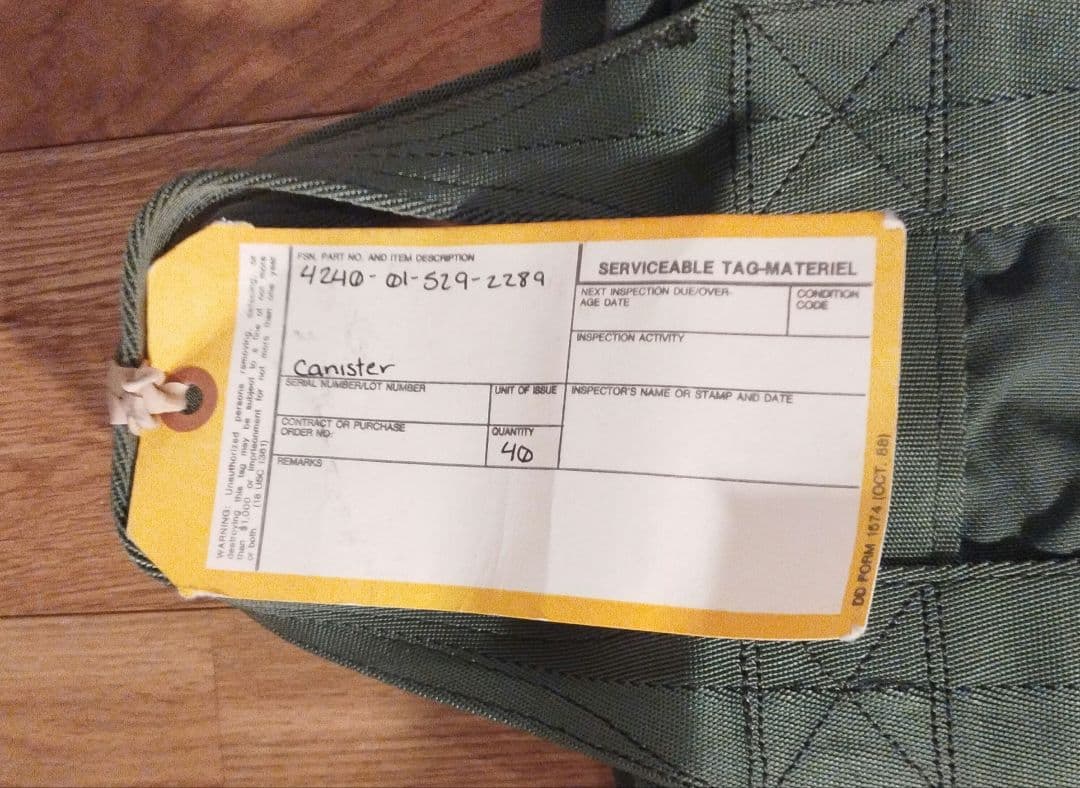 FSN, PART NO. AND ITEM DESCRIPTION
4240-01-529-2289
Canister
SERIAL NUMBER/LOT NUMBER
UNIT OF ISSUE
CONTRACT OR PURCHASE
ORDER NO.
QUANTITY
40
REMARKS
SERVICEABLE TAG-MATERIEL
NEXT INSPECTION DUE/OVER-
AGE DATE
CONDITION
CODE
INSPECTION ACTIVITY
INSPECTOR'S NAME OR STAMP AND DATE
WARNING: Unauthorized persons removing, defacing, or
destroying this tag may be subject to a fine of not more
than $1,000 or imprisonment for not more than one year
or both. (18 USC 1361)
DD FORM 1574 (OCT. 88)